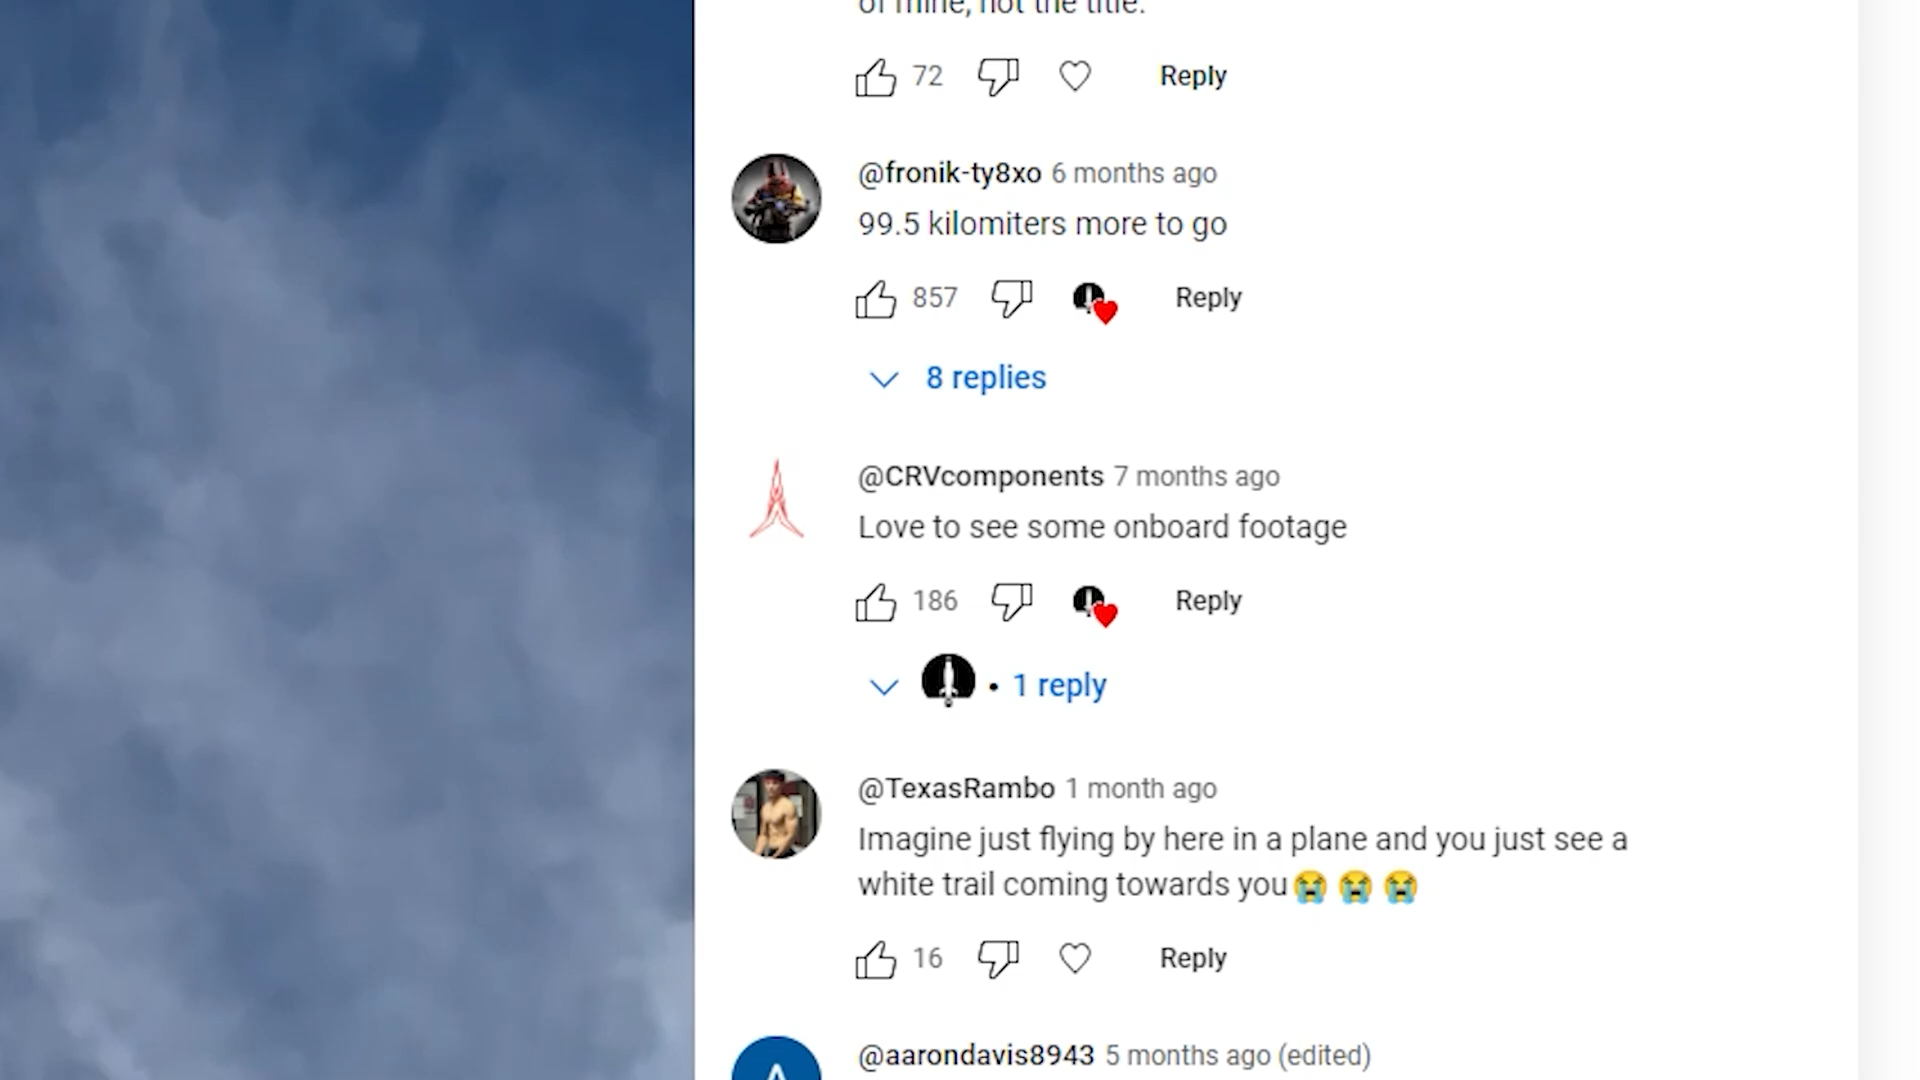 of mine, not the title.
72 Reply
@fronik-ty8xo 6 months ago
99.5 kilomiters more to go
857 Reply
8 replies
@CRVcomponents 7 months ago
Love to see some onboard footage
186 Reply
• 1 reply
@TexasRambo 1 month ago
Imagine just flying by here in a plane and you just see a
white trail coming towards you😭😭😭
16 Reply
A
@aarondavis8943 5 months ago (edited)